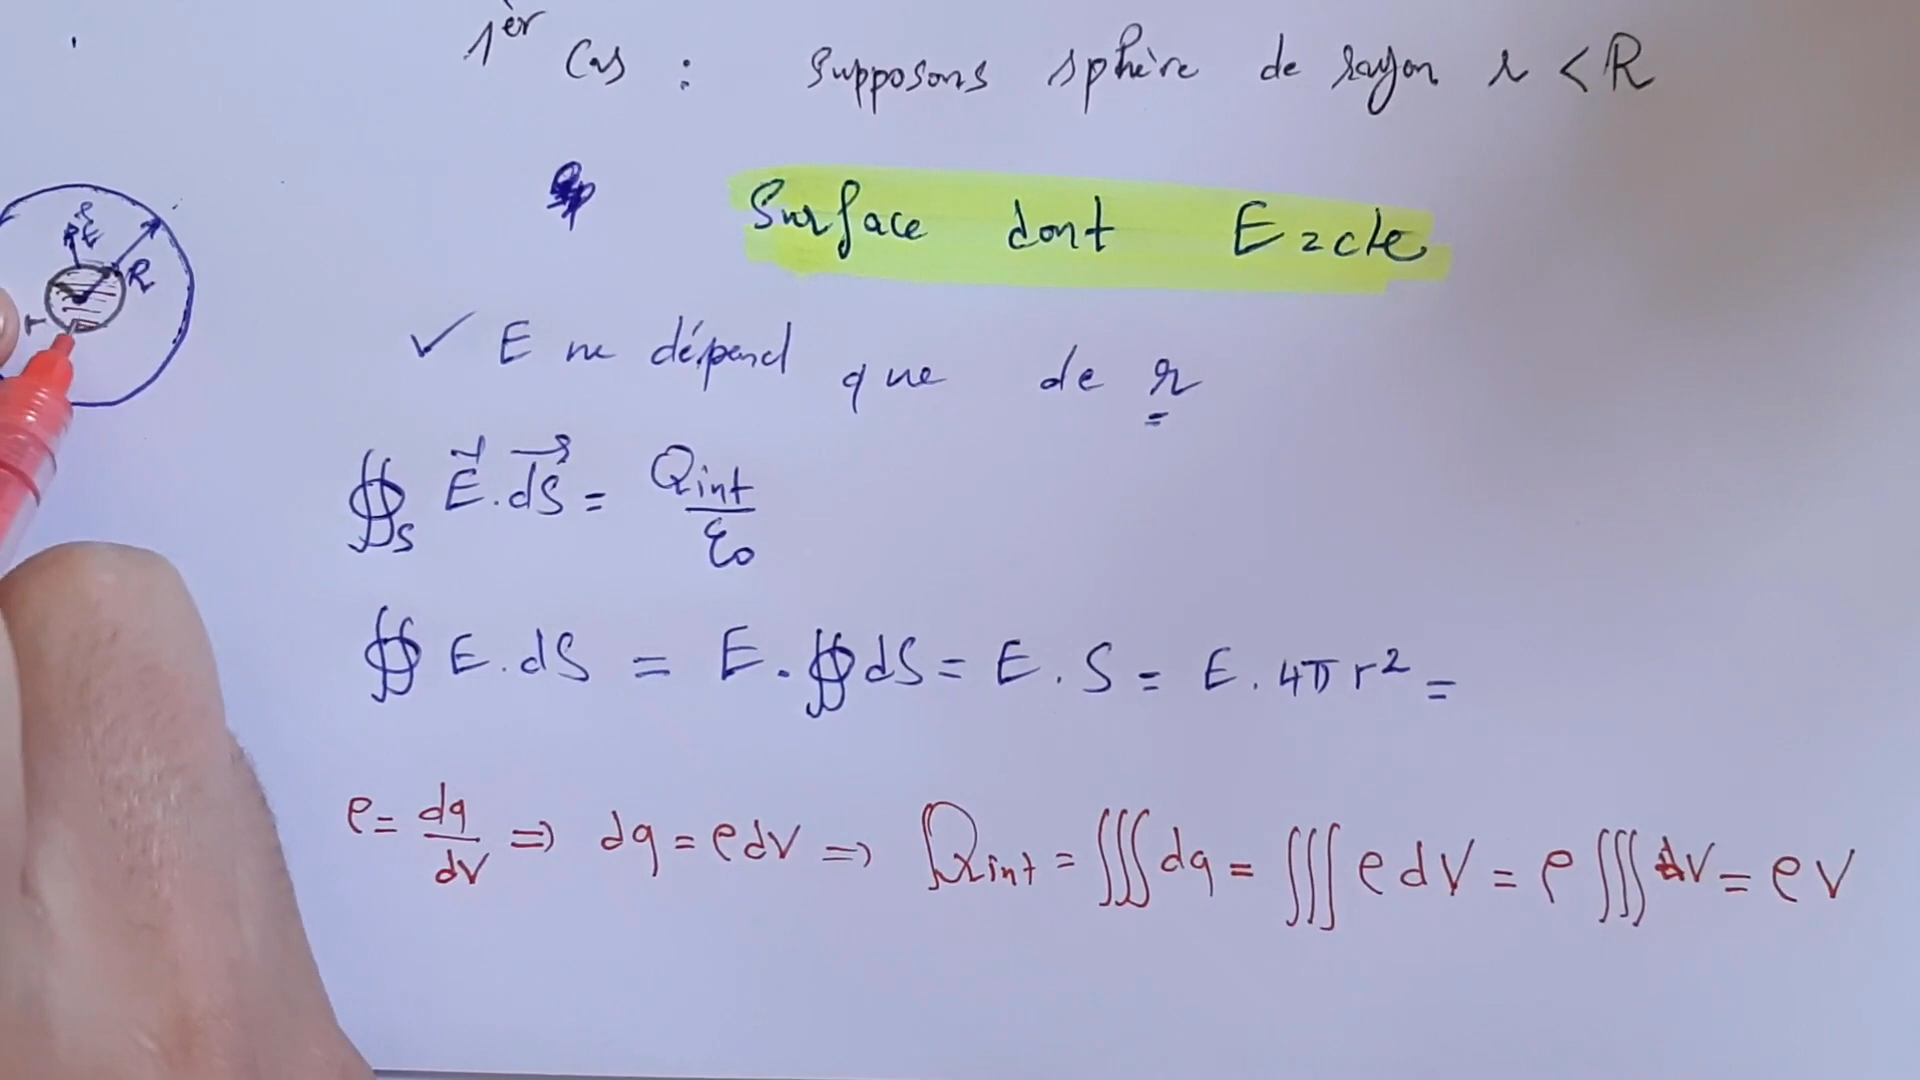 1èr Cas : Supposons sphère de rayon r < R
Surface dont E = cte
E
R
r
✓ E ne dépend que de r
∯S E⃗.dS⃗ = Qint/ε0
∯ E.dS = E.∯dS = E.S = E.4πr² =
ρ = dq/dV ⇒ dq = ρdV ⇒ Qint = ∭dq = ∭ρdV = ρ∭dV = ρV